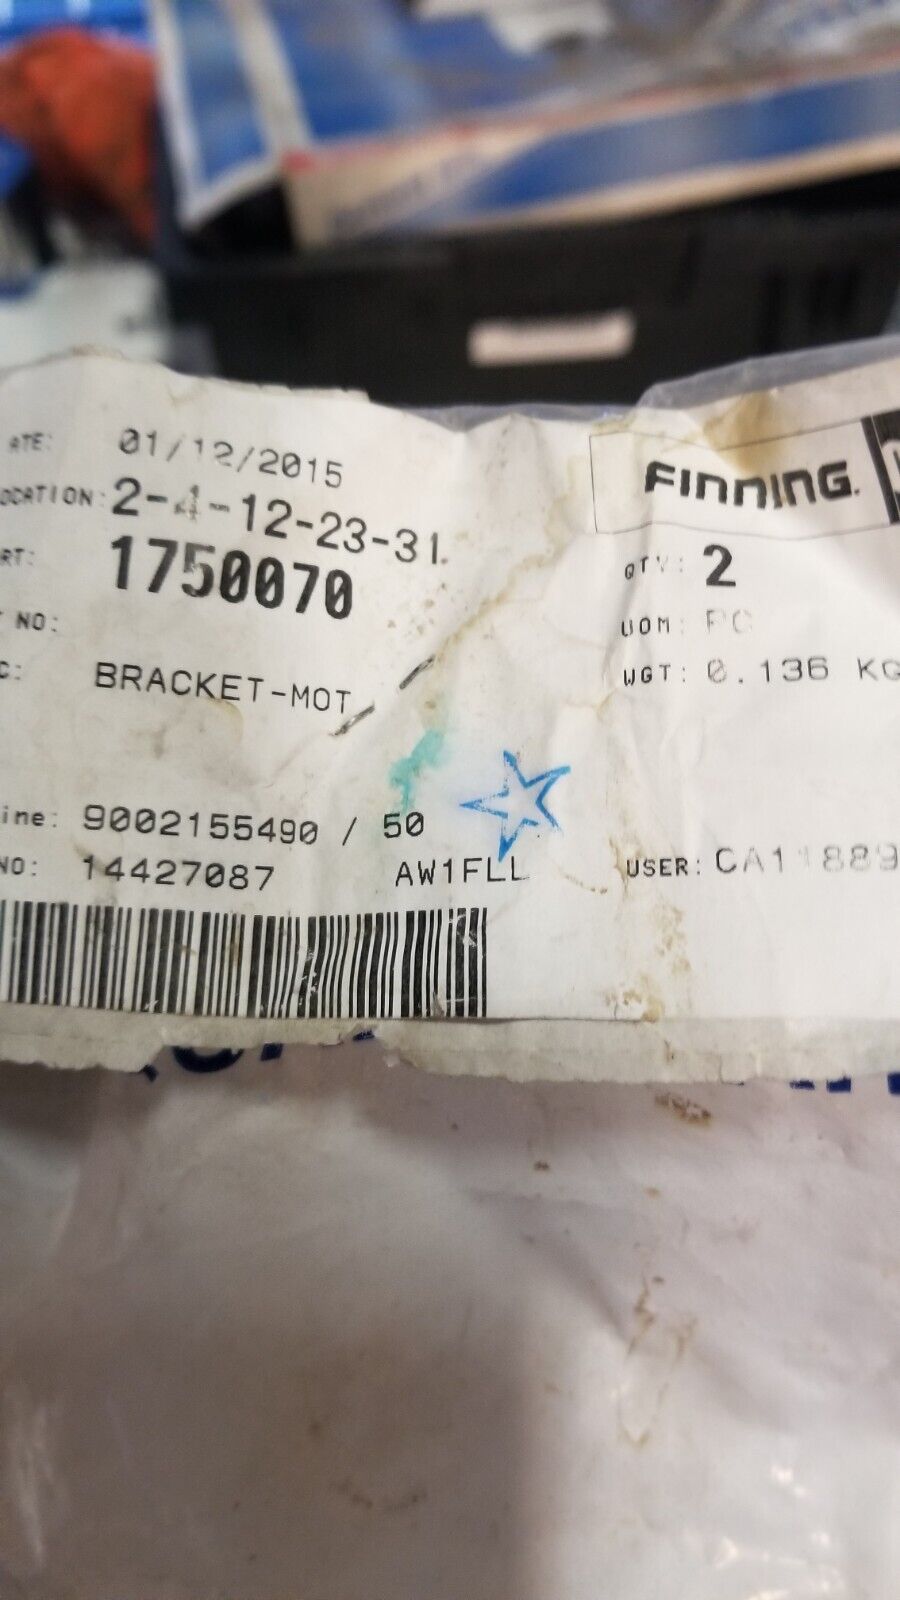 ATE: 01/12/2015
FINNING.
OCATION: 2-4-12-23-31.
RT: 1750070
QTY: 2
NO:
UOM: PC
C: BRACKET-MOT
WGT: 0.136 KG
ine: 9002155490 / 50
NO: 14427087 AW1FLL
USER: CA11889